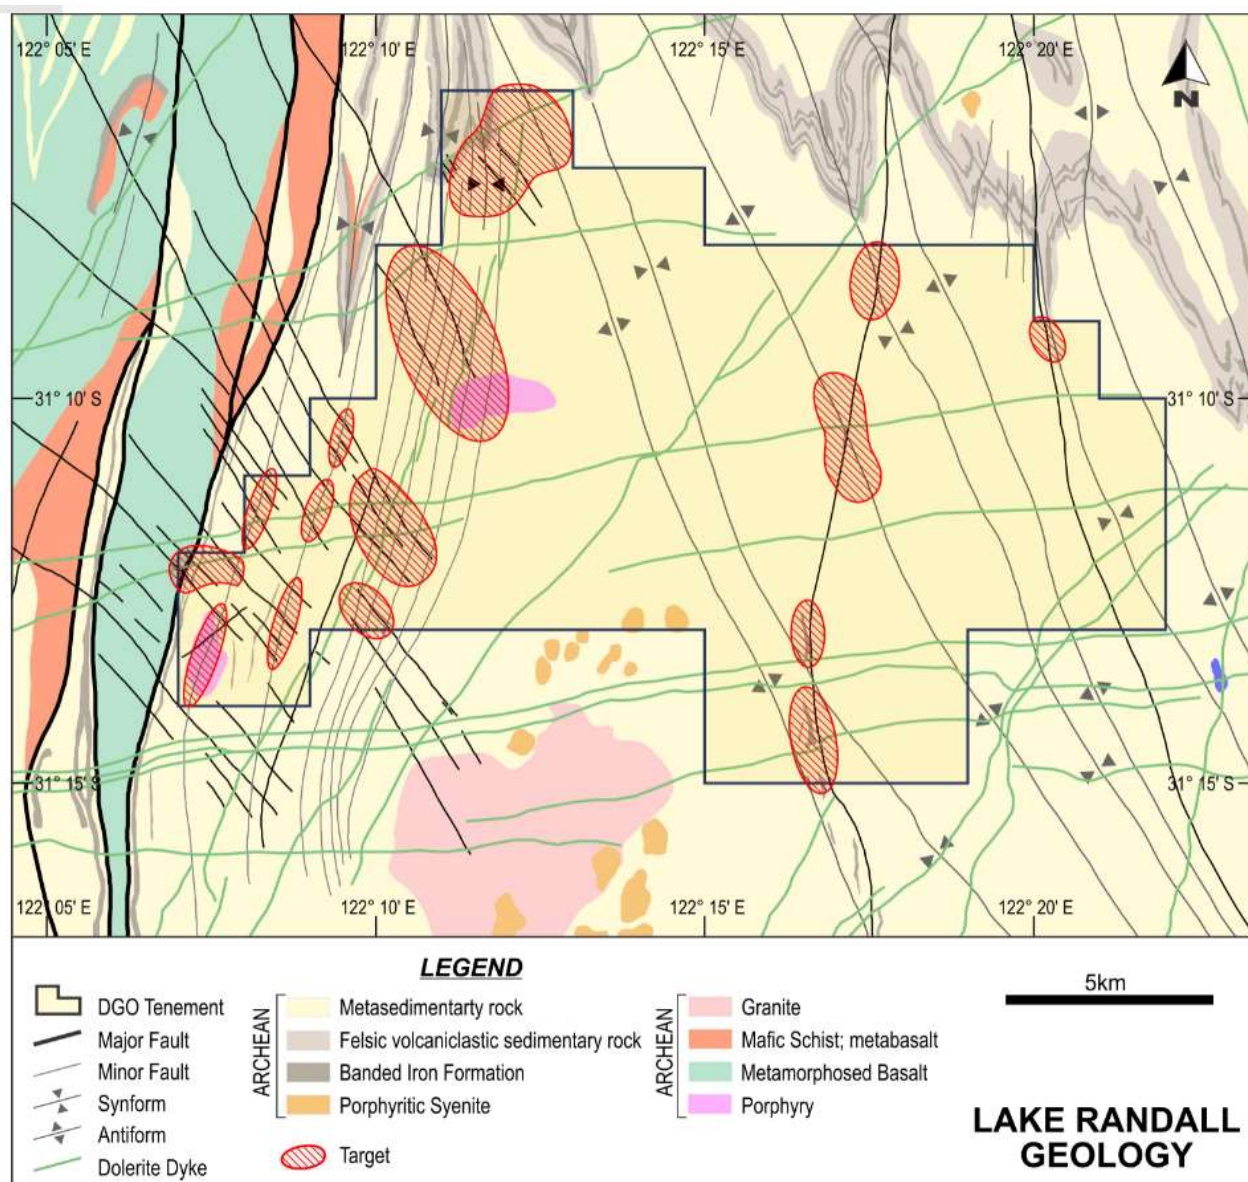 122° 05' E
122° 10' E
122° 15' E
122° 20' E
N
31° 10' S
31° 10' S
31° 15' S
31° 15' S
122° 05' E
122° 10' E
122° 15' E
122° 20' E
LEGEND
DGO Tenement
Major Fault
Minor Fault
Synform
Antiform
Dolerite Dyke
ARCHEAN
Metasedimentarty rock
Felsic volcaniclastic sedimentary rock
Banded Iron Formation
Porphyritic Syenite
Target
ARCHEAN
Granite
Mafic Schist; metabasalt
Metamorphosed Basalt
Porphyry
5km
LAKE RANDALL
GEOLOGY